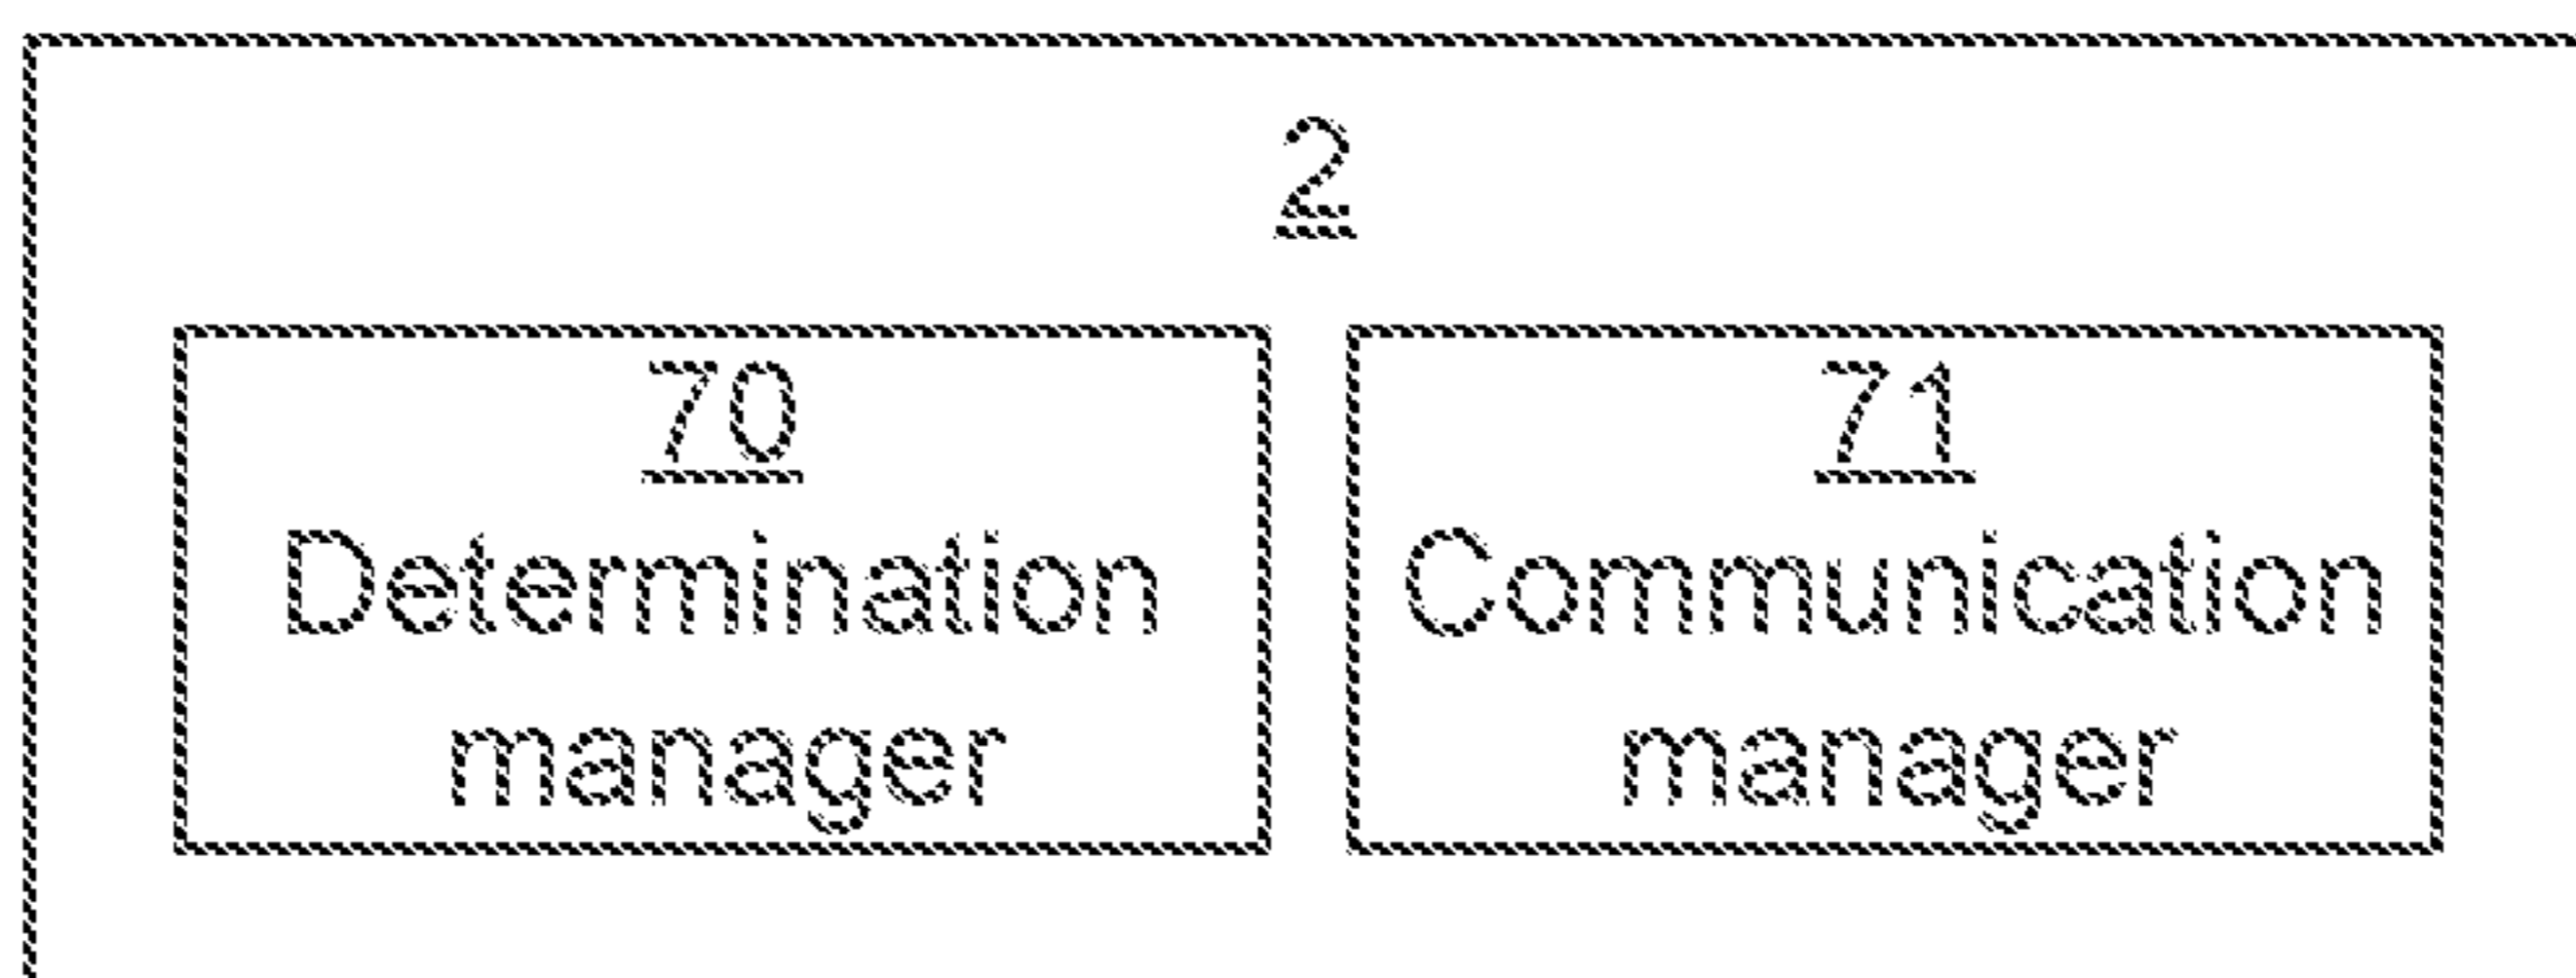 2
70
Determination
manager
71
Communication
manager